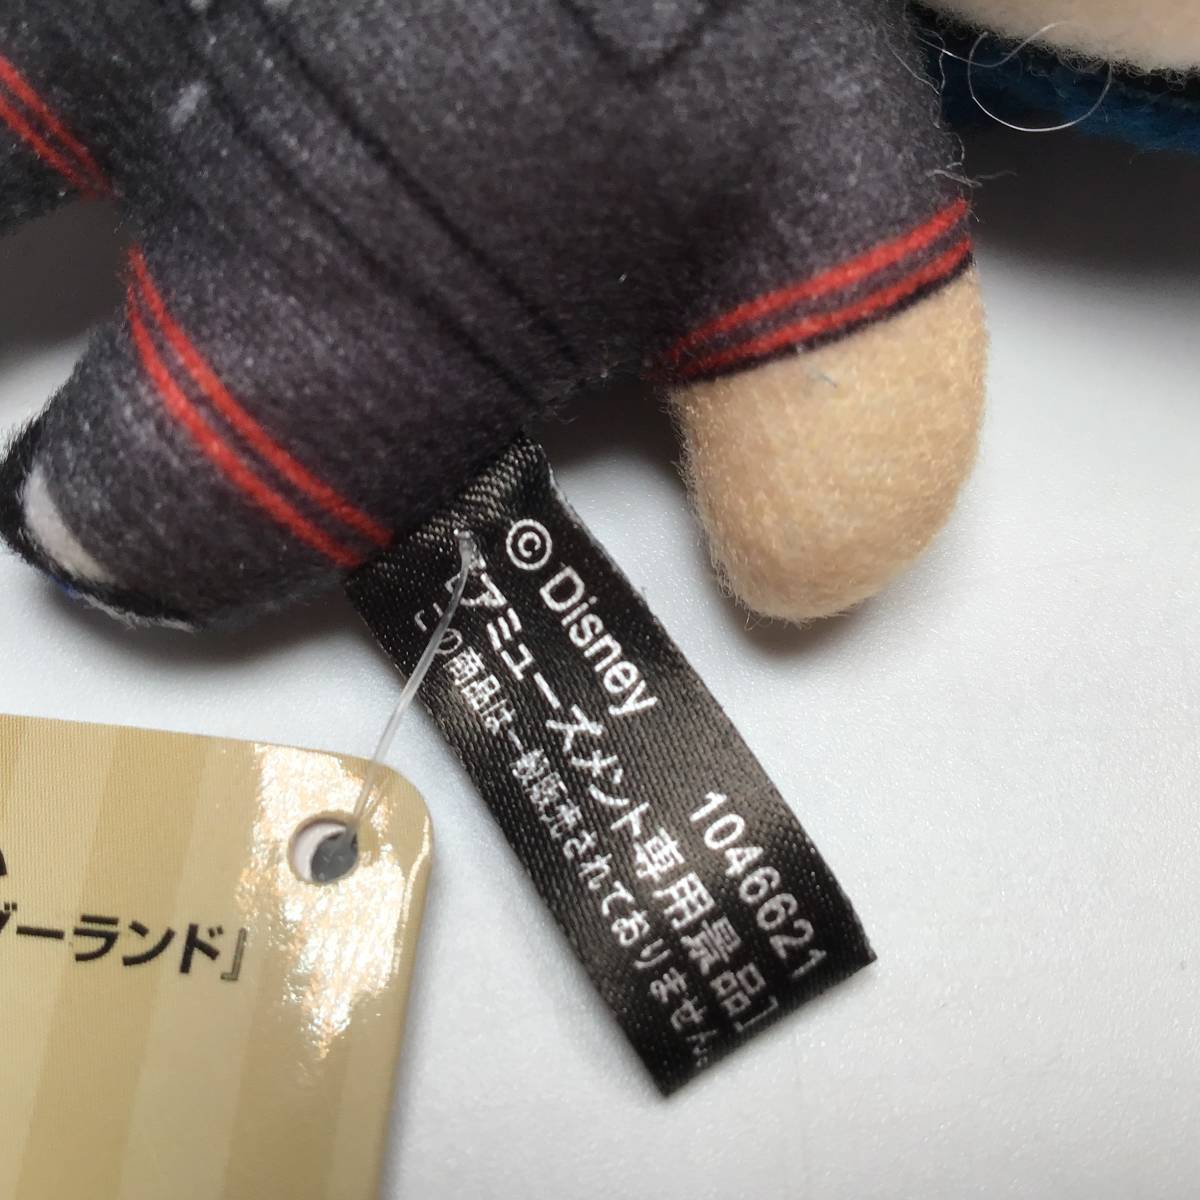 © Disney 1046621
[アミューズメント専用景品]
この商品は一般販売されておりません。
ダーランド』